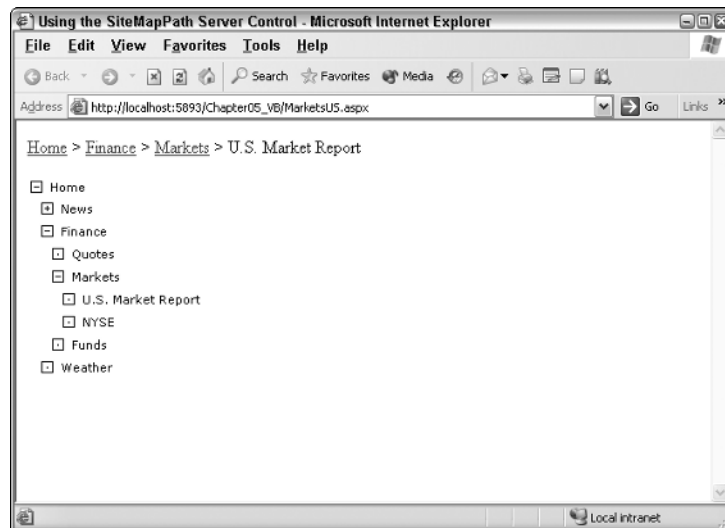 Using the SiteMapPath Server Control - Microsoft Internet Explorer
File Edit View Favorites Tools Help
Back Search Favorites Media
Address http://localhost:5893/Chapter05_VB/MarketsUS.aspx Go Links »
Home > Finance > Markets > U.S. Market Report
Home
News
Finance
Quotes
Markets
U.S. Market Report
NYSE
Funds
Weather
Local intranet